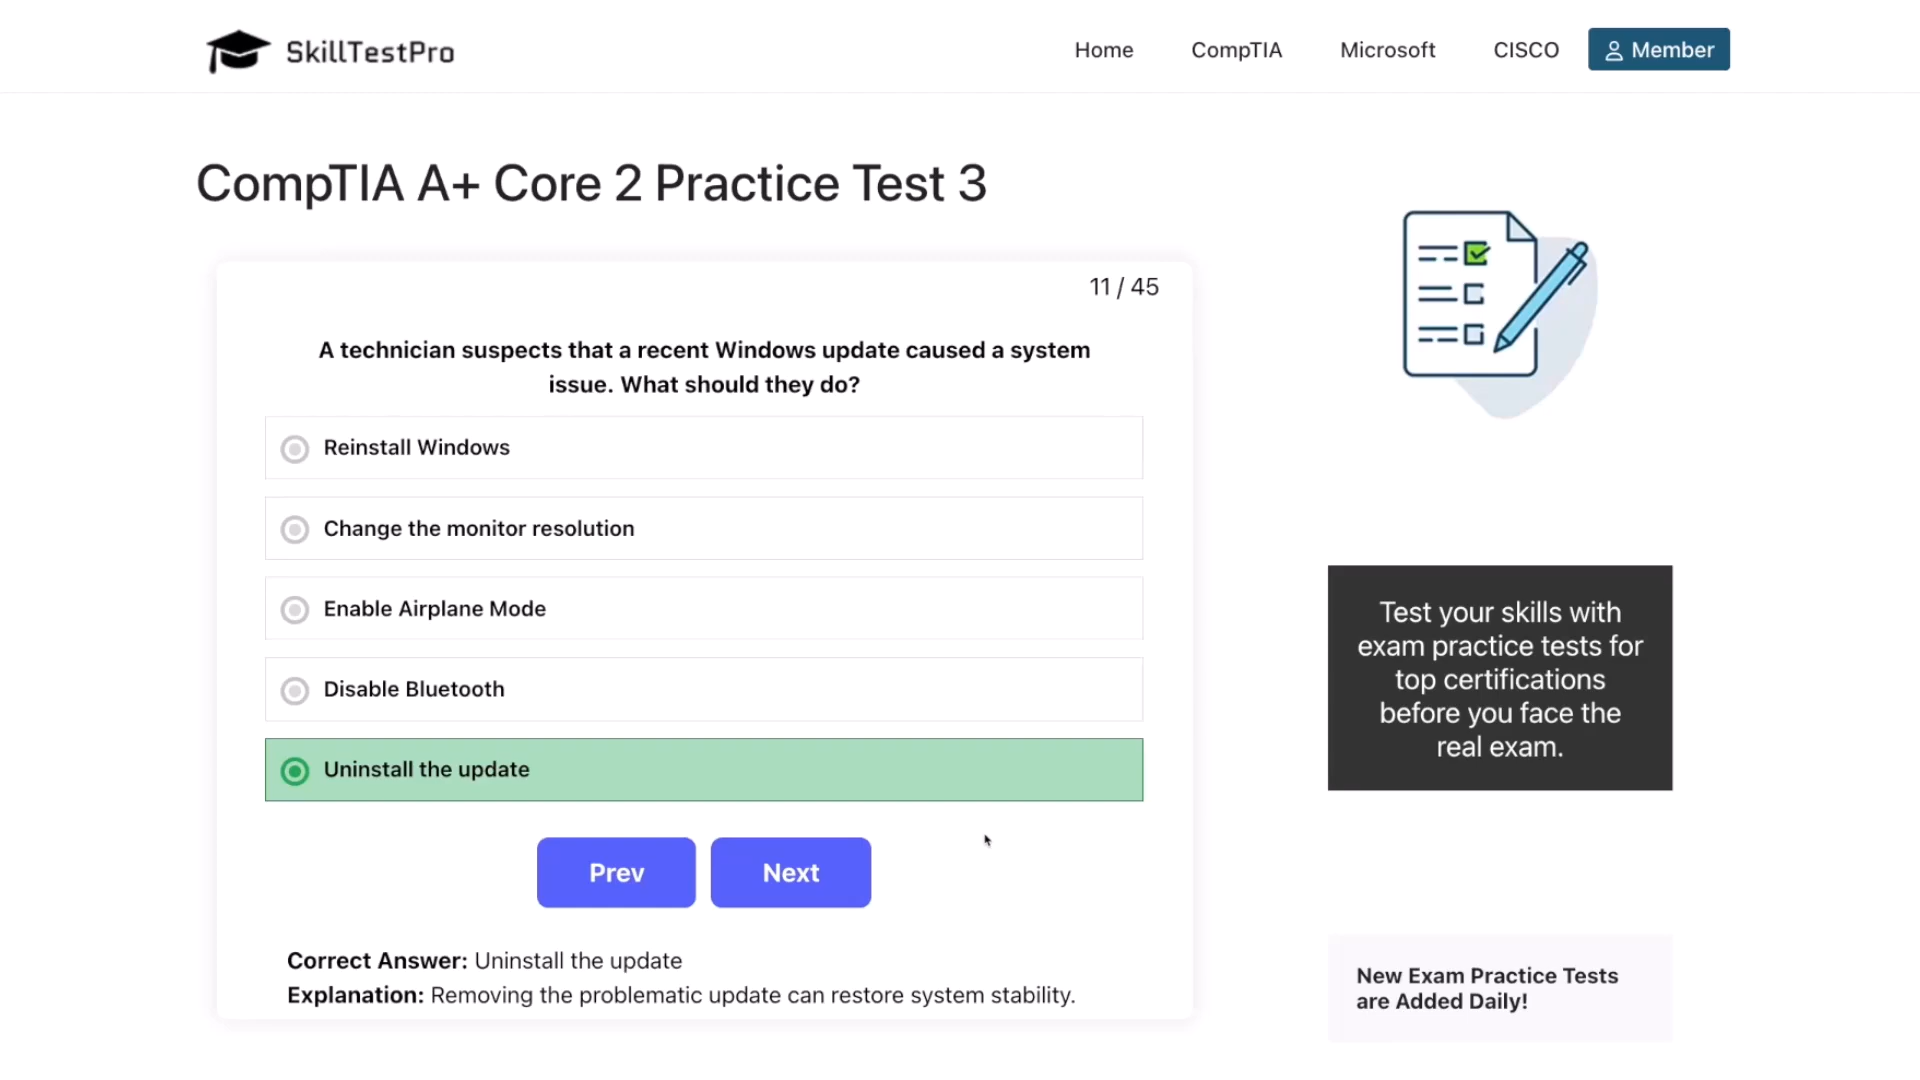 SkillTestPro
Home CompTIA Microsoft CISCO Member
CompTIA A+ Core 2 Practice Test 3
11 / 45
A technician suspects that a recent Windows update caused a system
issue. What should they do?
Reinstall Windows
Change the monitor resolution
Enable Airplane Mode
Disable Bluetooth
Uninstall the update
Prev Next
Correct Answer: Uninstall the update
Explanation: Removing the problematic update can restore system stability.
Test your skills with
exam practice tests for
top certifications
before you face the
real exam.
New Exam Practice Tests
are Added Daily!